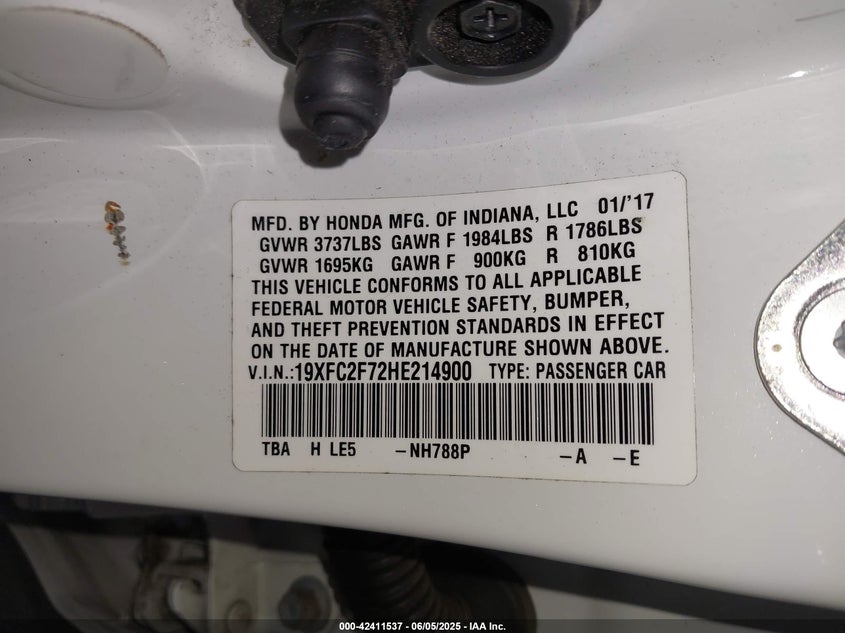 MFD. BY HONDA MFG. OF INDIANA, LLC 01/'17
GVWR 3737LBS GAWR F 1984LBS R 1786LBS
GVWR 1695KG GAWR F 900KG R 810KG
THIS VEHICLE CONFORMS TO ALL APPLICABLE
FEDERAL MOTOR VEHICLE SAFETY, BUMPER,
AND THEFT PREVENTION STANDARDS IN EFFECT
ON THE DATE OF MANUFACTURE SHOWN ABOVE.
V.I.N.:19XFC2F72HE214900 TYPE: PASSENGER CAR
TBA H LE5 -NH788P -A -E
000-42411537 - 06/05/2025 - IAA Inc.